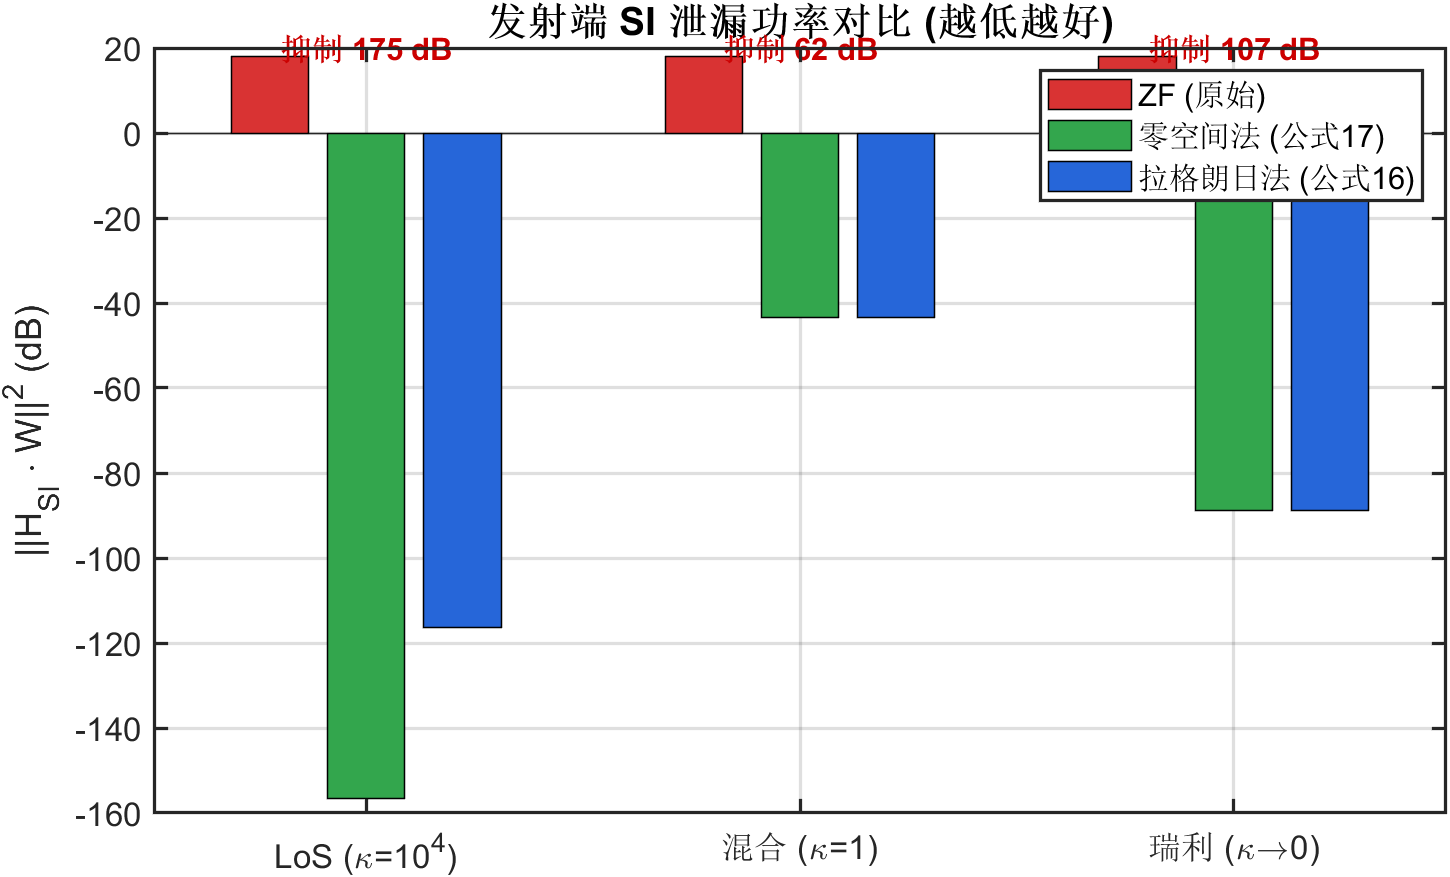 发射端 SI 泄漏功率对比 (越低越好)
抑制 175 dB
抑制 62 dB
抑制 107 dB
ZF (原始)
零空间法 (公式17)
拉格朗日法 (公式16)
20
0
-20
-40
-60
-80
-100
-120
-140
-160
||H_SI · W||² (dB)
LoS (κ=10⁴)
混合 (κ=1)
瑞利 (κ→0)